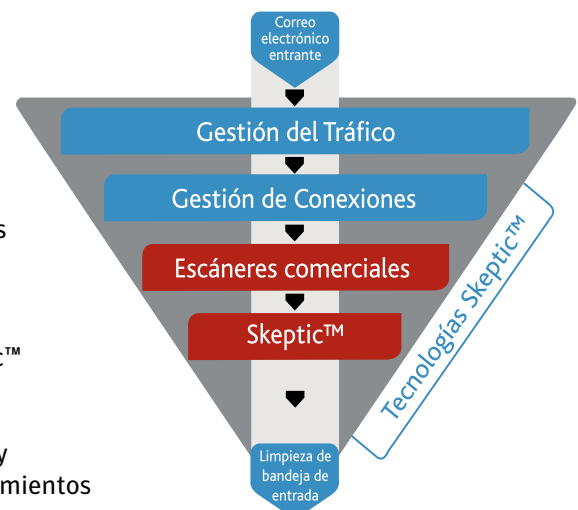 Correo
electrónico
entrante
Gestión del Tráfico
Gestión de Conexiones
Escáneres comerciales
Skeptic™
Tecnologías Skeptic™
Limpieza de
bandeja de
entrada
s
™
y
mientos